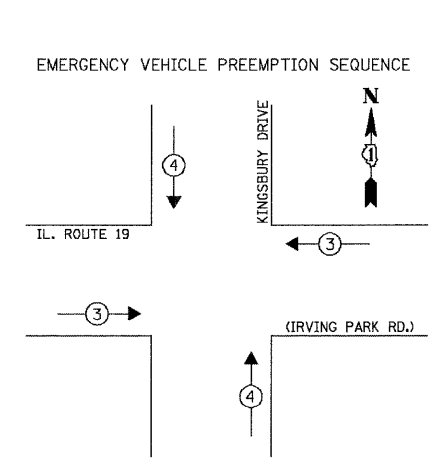 EMERGENCY VEHICLE PREEMPTION SEQUENCE
N
KINGSBURY DRIVE
4
1
IL. ROUTE 19
3
3
(IRVING PARK RD.)
4